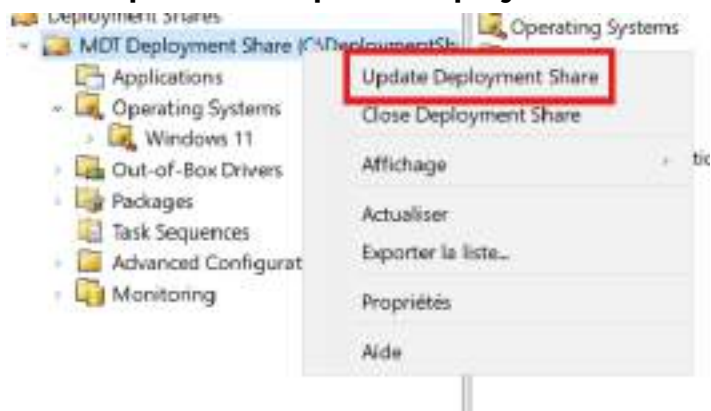 Deployment Shares
MDT Deployment Share (C:\DeploymentSh
Applications
Operating Systems
Windows 11
Out-of-Box Drivers
Packages
Task Sequences
Advanced Configurat
Monitoring
Operating Systems
Update Deployment Share
Close Deployment Share
Affichage
Actualiser
Exporter la liste...
Propriétés
Aide